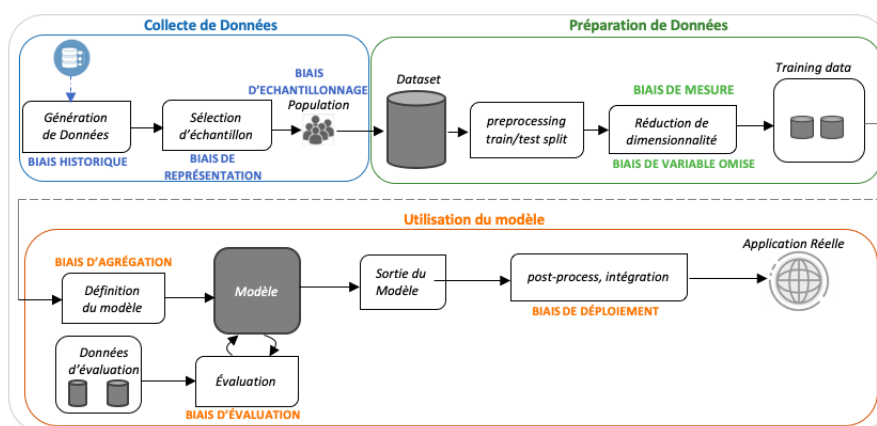 Collecte de Données
Préparation de Données
BIAIS
D'ECHANTILLONNAGE
Population
Génération
de Données
BIAIS HISTORIQUE
Sélection
d'échantillon
BIAIS DE
REPRÉSENTATION
Dataset
preprocessing
train/test split
BIAIS DE MESURE
Réduction de
dimensionnalité
BIAIS DE VARIABLE OMISE
Training data
Utilisation du modèle
BIAIS D'AGRÉGATION
Définition
du modèle
Modèle
Sortie du
Modèle
post-process, intégration
BIAIS DE DÉPLOIEMENT
Application Réelle
Données
d'évaluation
Évaluation
BIAIS D'ÉVALUATION